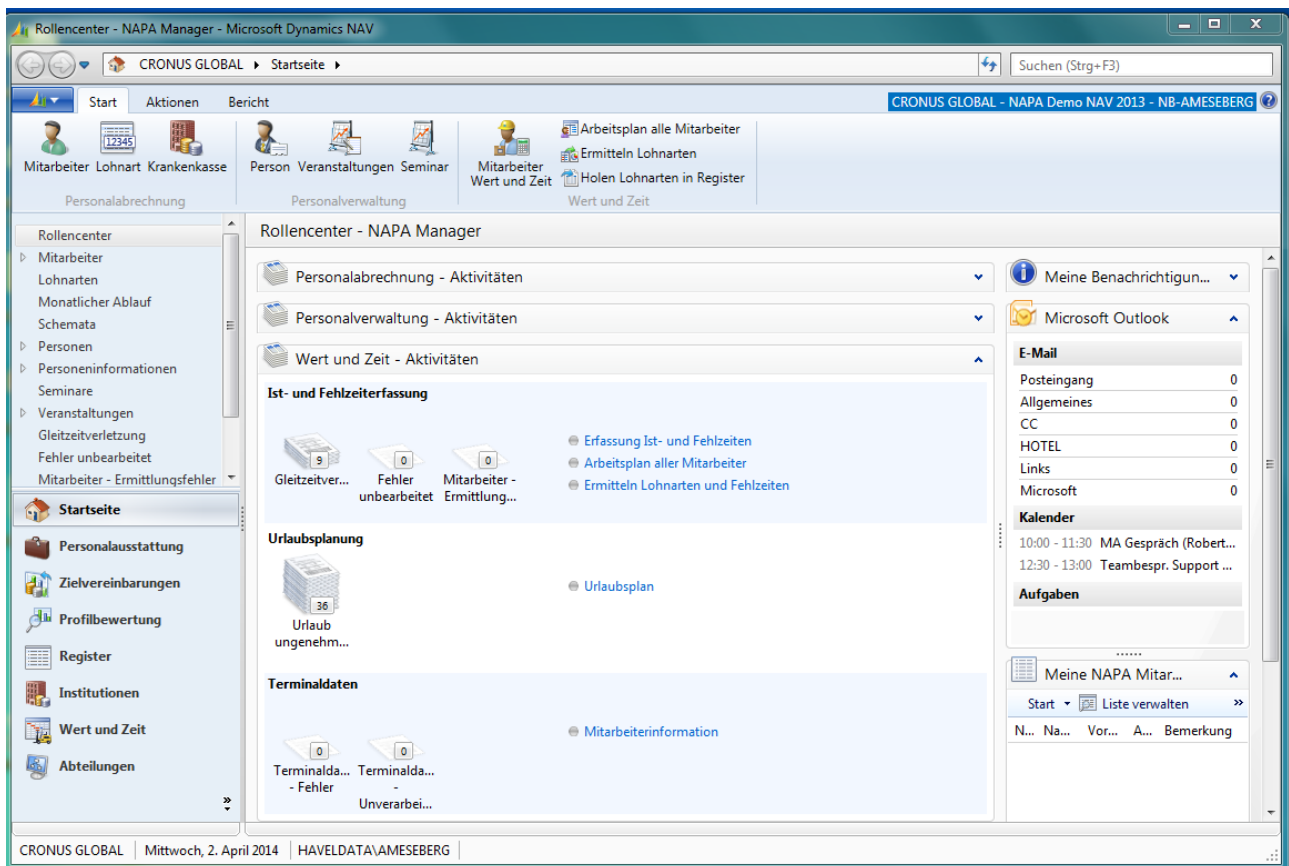 Rollencenter - NAPA Manager - Microsoft Dynamics NAV
CRONUS GLOBAL Startseite
Suchen (Strg+F3)
Start Aktionen Bericht
CRONUS GLOBAL - NAPA Demo NAV 2013 - NB-AMESEBERG
12345
Mitarbeiter Lohnart Krankenkasse
Personalabrechnung
Person Veranstaltungen Seminar
Personalverwaltung
Mitarbeiter
Wert und Zeit
Arbeitsplan alle Mitarbeiter
Ermitteln Lohnarten
Holen Lohnarten in Register
Wert und Zeit
Rollencenter
Mitarbeiter
Lohnarten
Monatlicher Ablauf
Schemata
Personen
Personeninformationen
Seminare
Veranstaltungen
Gleitzeitverletzung
Fehler unbearbeitet
Mitarbeiter - Ermittlungsfehler
Startseite
Personalausstattung
Zielvereinbarungen
Profilbewertung
Register
Institutionen
Wert und Zeit
Abteilungen
Rollencenter - NAPA Manager
Personalabrechnung - Aktivitäten
Personalverwaltung - Aktivitäten
Wert und Zeit - Aktivitäten
Ist- und Fehlzeiterfassung
9
Gleitzeitver...
0
Fehler
unbearbeitet
0
Mitarbeiter -
Ermittlung...
Erfassung Ist- und Fehlzeiten
Arbeitsplan aller Mitarbeiter
Ermitteln Lohnarten und Fehlzeiten
Urlaubsplanung
36
Urlaub
ungenehm...
Urlaubsplan
Terminaldaten
0
Terminalda...
- Fehler
0
Terminalda...
-
Unverarbei...
Mitarbeiterinformation
Meine Benachrichtigun...
Microsoft Outlook
E-Mail
Posteingang 0
Allgemeines 0
CC 0
HOTEL 0
Links 0
Microsoft 0
Kalender
10:00 - 11:30 MA Gespräch (Robert...
12:30 - 13:00 Teambespr. Support ...
Aufgaben
Meine NAPA Mitar...
Start Liste verwalten
N... Na... Vor... A... Bemerkung
CRONUS GLOBAL Mittwoch, 2. April 2014 HAVELDATA\AMESEBERG